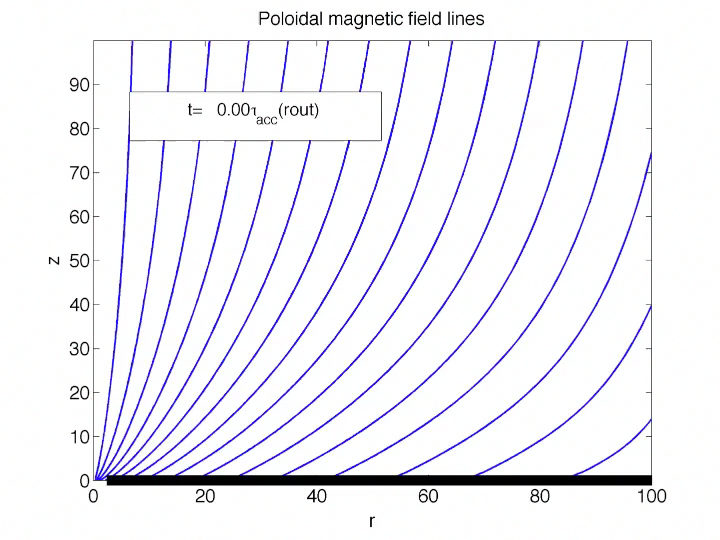 Poloidal magnetic field lines
t= 0.00τacc(rout)
90
80
70
60
50
40
30
20
10
0
z
0 20 40 60 80 100
r